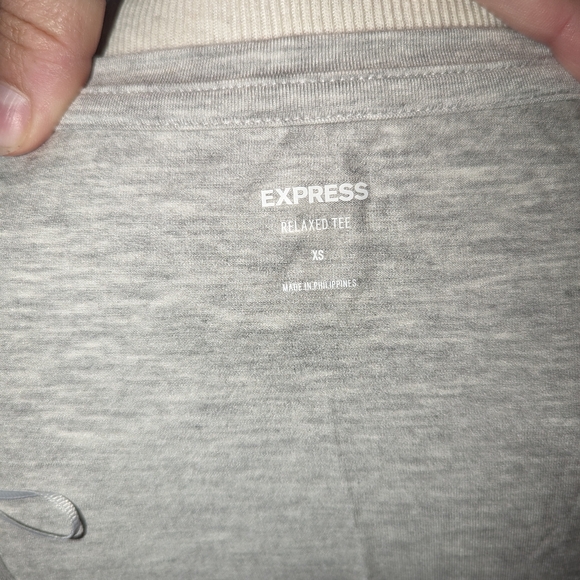 EXPRESS
RELAXED TEE
XS
MADE IN PHILIPPINES